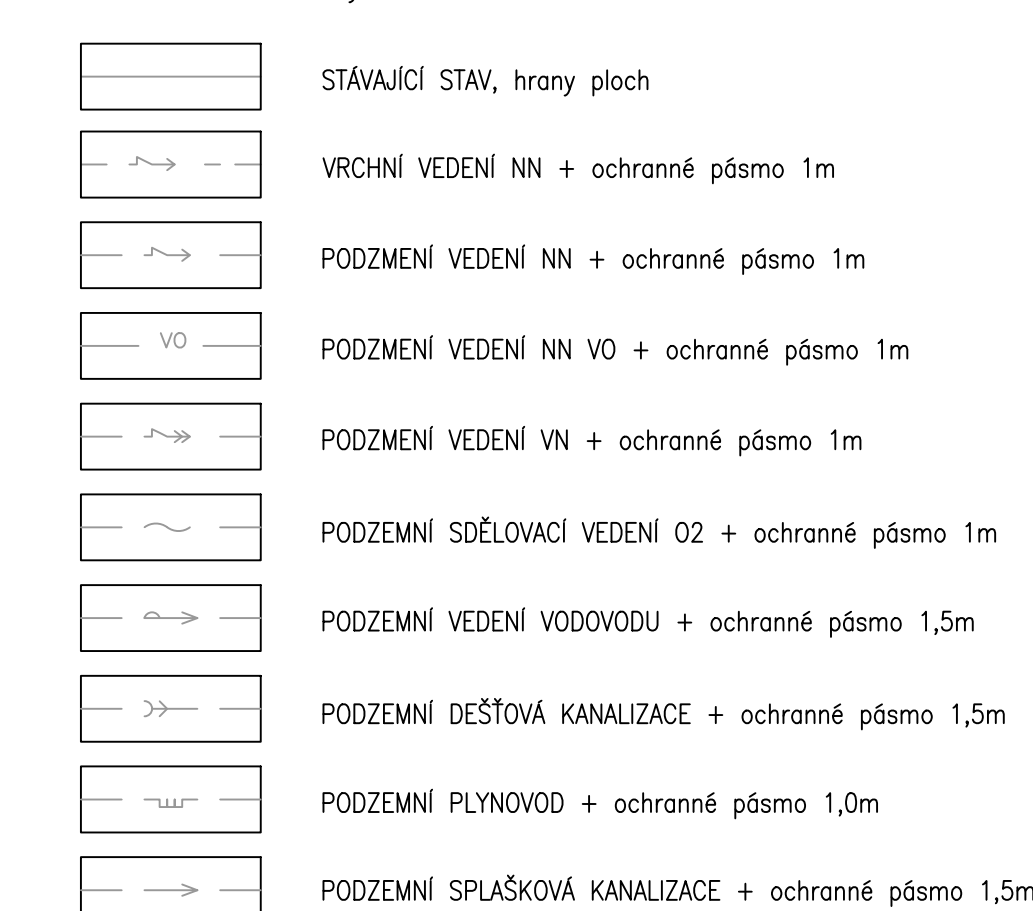 STÁVAJÍCÍ STAV, hrany ploch
VRCHNÍ VEDENÍ NN + ochranné pásmo 1m
PODZMENÍ VEDENÍ NN + ochranné pásmo 1m
VO PODZMENÍ VEDENÍ NN VO + ochranné pásmo 1m
PODZMENÍ VEDENÍ VN + ochranné pásmo 1m
PODZEMNÍ SDĚLOVACÍ VEDENÍ O2 + ochranné pásmo 1m
PODZEMNÍ VEDENÍ VODOVODU + ochranné pásmo 1,5m
PODZEMNÍ DEŠŤOVÁ KANALIZACE + ochranné pásmo 1,5m
PODZEMNÍ PLYNOVOD + ochranné pásmo 1,0m
PODZEMNÍ SPLAŠKOVÁ KANALIZACE + ochranné pásmo 1,5m